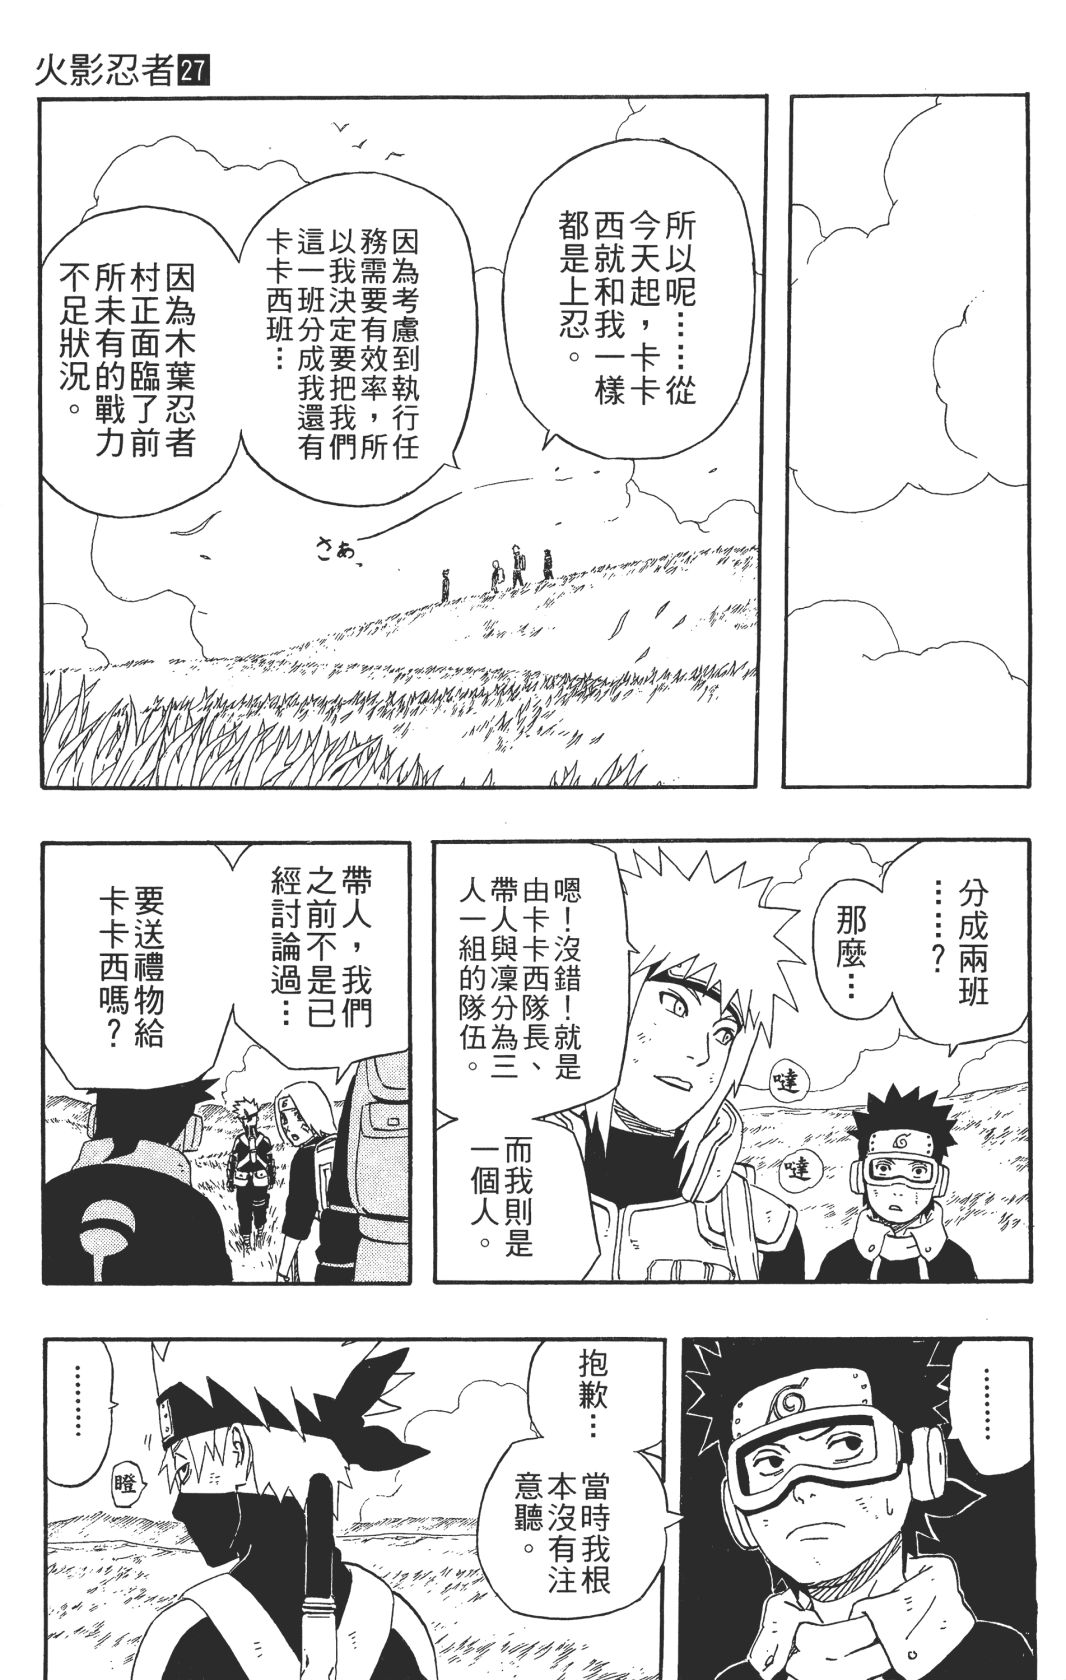 火影忍者27
所以呢……從
今天起，卡卡
西就和我一樣
都是上忍。
因為考慮到執行任
務需要有效率，所
以我決定要把我們
這一班分成我還有
卡卡西班…
因為木葉忍者
村正面臨了前
所未有的戰力
不足狀況。
さあ、
分成兩班
……？
那麼…
嗯！沒錯！就是
由卡卡西隊長、
帶人與凜分為三
人一組的隊伍。
而我則是
一個人。
噠
噠
帶人，我們
之前不是已
經討論過…
要送禮物給
卡卡西嗎？
………
抱歉…
當時我根
本沒有注
意聽。
瞪
………